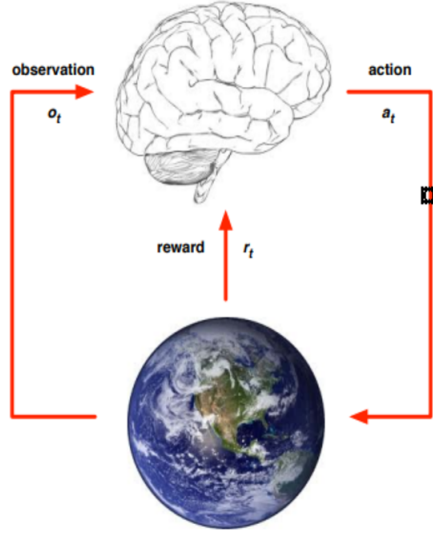 observation
action
o_t
a_t
reward
r_t